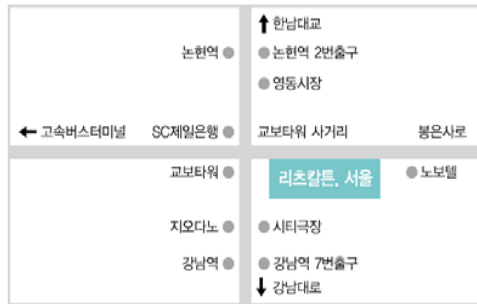 한남대교
논현역
논현역 2번출구
영동시장
고속버스터미널
SC제일은행
교보타워 사거리
봉은사로
교보타워
리츠칼튼, 서울
노보텔
지오다노
시티극장
강남역
강남역 7번출구
강남대로